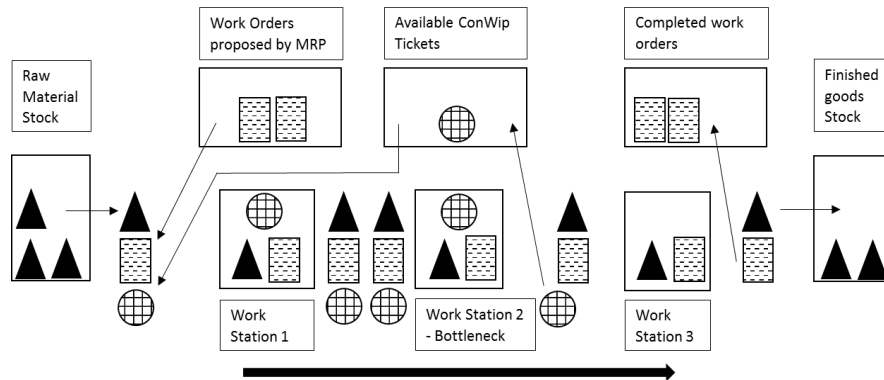 Work Orders
proposed by MRP
Available ConWip
Tickets
Completed work
orders
Raw
Material
Stock
Finished
goods
Stock
Work
Station 1
Work Station 2
- Bottleneck
Work
Station 3